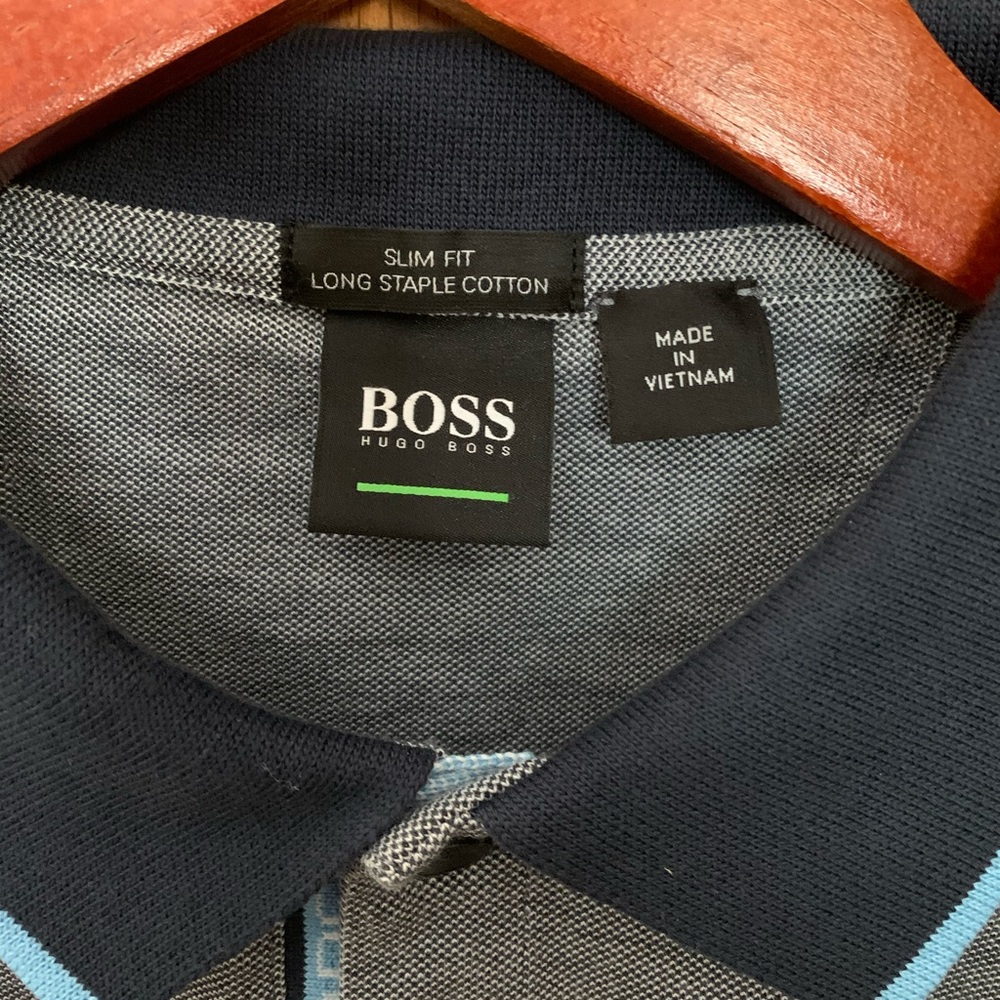 SLIM FIT
LONG STAPLE COTTON
BOSS
HUGO BOSS
MADE
IN
VIETNAM